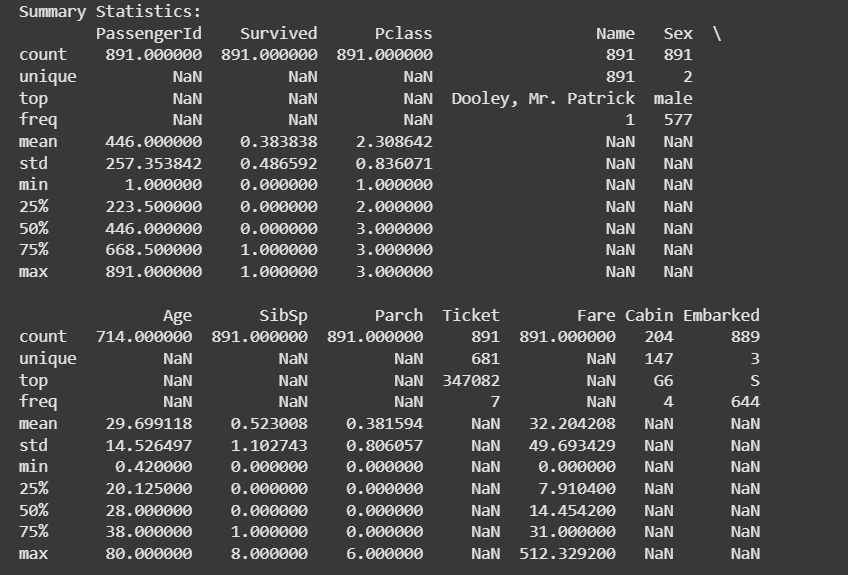 Summary Statistics:
PassengerId Survived Pclass Name Sex \
count 891.000000 891.000000 891.000000 891 891
unique NaN NaN NaN 891 2
top NaN NaN NaN Dooley, Mr. Patrick male
freq NaN NaN NaN 1 577
mean 446.000000 0.383838 2.308642 NaN NaN
std 257.353842 0.486592 0.836071 NaN NaN
min 1.000000 0.000000 1.000000 NaN NaN
25% 223.500000 0.000000 2.000000 NaN NaN
50% 446.000000 0.000000 3.000000 NaN NaN
75% 668.500000 1.000000 3.000000 NaN NaN
max 891.000000 1.000000 3.000000 NaN NaN
Age SibSp Parch Ticket Fare Cabin Embarked
count 714.000000 891.000000 891.000000 891 891.000000 204 889
unique NaN NaN NaN 681 NaN 147 3
top NaN NaN NaN 347082 NaN G6 S
freq NaN NaN NaN 7 NaN 4 644
mean 29.699118 0.523008 0.381594 NaN 32.204208 NaN NaN
std 14.526497 1.102743 0.806057 NaN 49.693429 NaN NaN
min 0.420000 0.000000 0.000000 NaN 0.000000 NaN NaN
25% 20.125000 0.000000 0.000000 NaN 7.910400 NaN NaN
50% 28.000000 0.000000 0.000000 NaN 14.454200 NaN NaN
75% 38.000000 1.000000 0.000000 NaN 31.000000 NaN NaN
max 80.000000 8.000000 6.000000 NaN 512.329200 NaN NaN